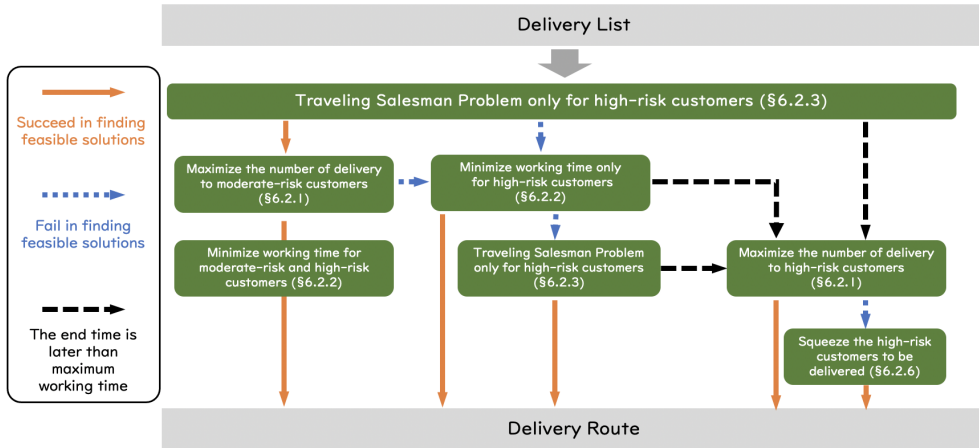 Delivery List
Succeed in finding
feasible solutions
Fail in finding
feasible solutions
The end time is
later than
maximum
working time
Traveling Salesman Problem only for high-risk customers (§6.2.3)
Maximize the number of delivery
to moderate-risk customers
(§6.2.1)
Minimize working time only
for high-risk customers
(§6.2.2)
Minimize working time for
moderate-risk and high-risk
customers (§6.2.2)
Traveling Salesman Problem
only for high-risk customers
(§6.2.3)
Maximize the number of delivery
to high-risk customers
(§6.2.1)
Squeeze the high-risk
customers to be
delivered (§6.2.6)
Delivery Route